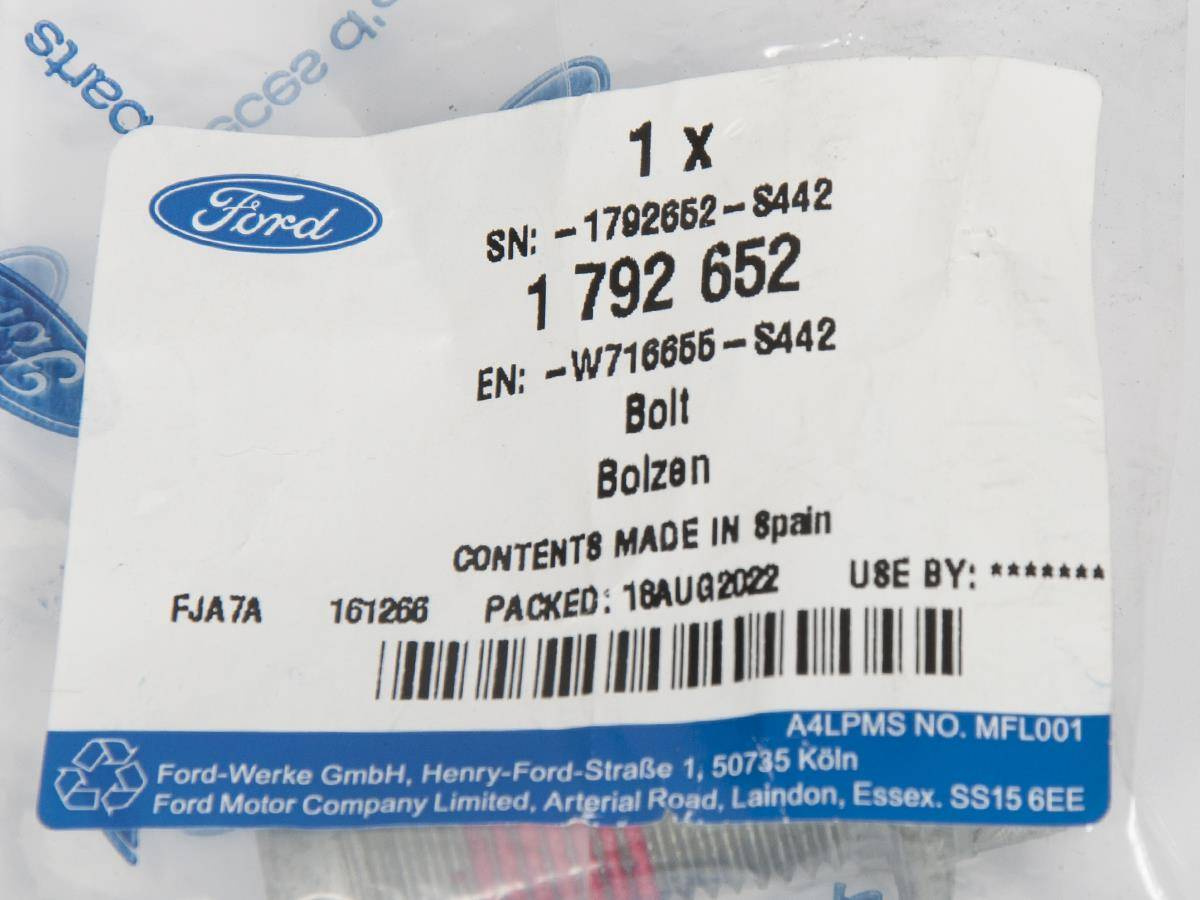 parts
Ford
1 x
SN: -1792652-S442
1 792 652
EN: -W716655-S442
Bolt
Bolzen
CONTENTS MADE IN Spain
FJA7A 161266 PACKED: 18AUG2022 USE BY: *******
A4LPMS NO. MFL001
Ford-Werke GmbH, Henry-Ford-Straße 1, 50735 Köln
Ford Motor Company Limited, Arterial Road, Laindon, Essex. SS15 6EE